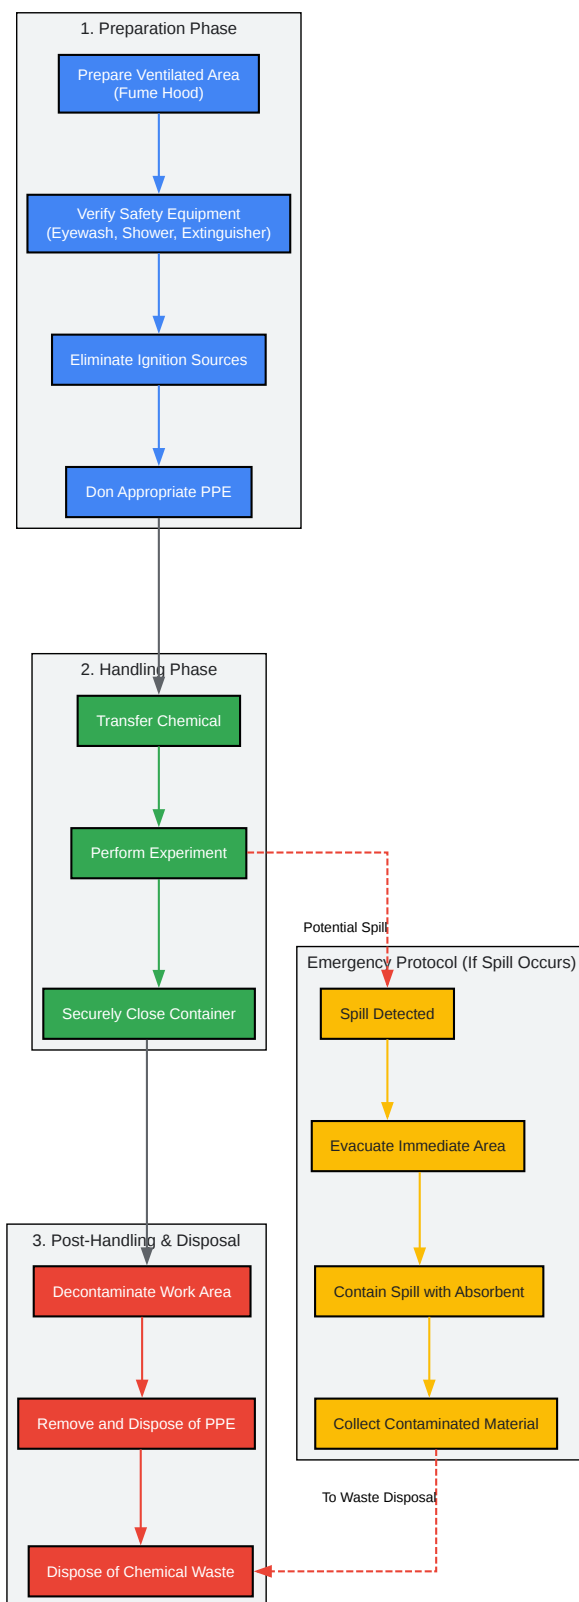 1. Preparation Phase
Prepare Ventilated Area
(Fume Hood)
Verify Safety Equipment
(Eyewash, Shower, Extinguisher)
Eliminate Ignition Sources
Don Appropriate PPE
2. Handling Phase
Transfer Chemical
Perform Experiment
Potential Spill
Securely Close Container
Emergency Protocol (If Spill Occurs)
Spill Detected
Evacuate Immediate Area
Contain Spill with Absorbent
Collect Contaminated Material
To Waste Disposal
3. Post-Handling & Disposal
Decontaminate Work Area
Remove and Dispose of PPE
Dispose of Chemical Waste